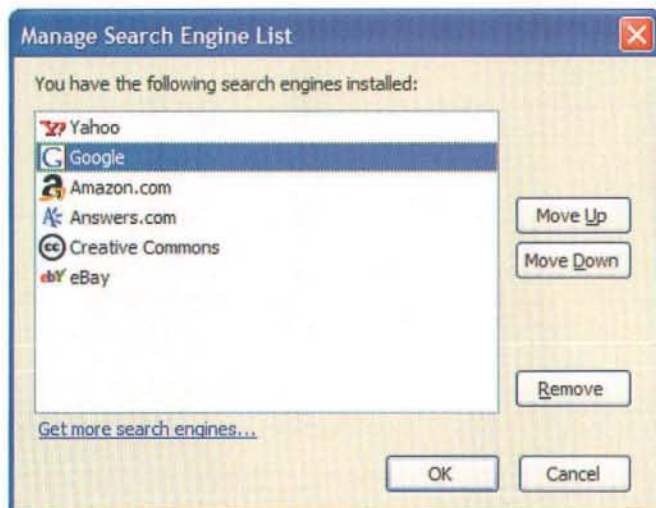 Manage Search Engine List
You have the following search engines installed:
Yahoo
Google
Amazon.com
Answers.com
Creative Commons
eBay
Move Up
Move Down
Remove
Get more search engines...
OK
Cancel